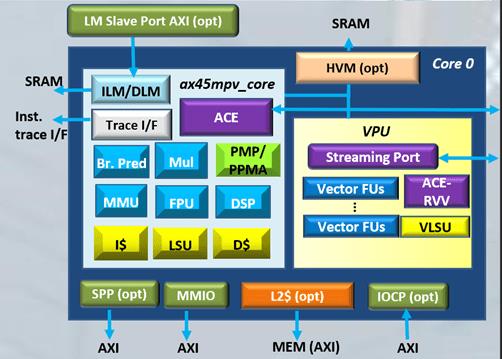 LM Slave Port AXI (opt)
SRAM
HVM (opt)
Core 0
SRAM
ILM/DLM
ax45mpv_core
Inst.
trace I/F
Trace I/F
ACE
VPU
Streaming Port
Br. Pred
Mul
PMP/
PPMA
MMU
FPU
DSP
Vector FUs
ACE-
RVV
Vector FUs
VLSU
I$
LSU
D$
SPP (opt)
MMIO
L2$ (opt)
IOCP (opt)
AXI
AXI
MEM (AXI)
AXI